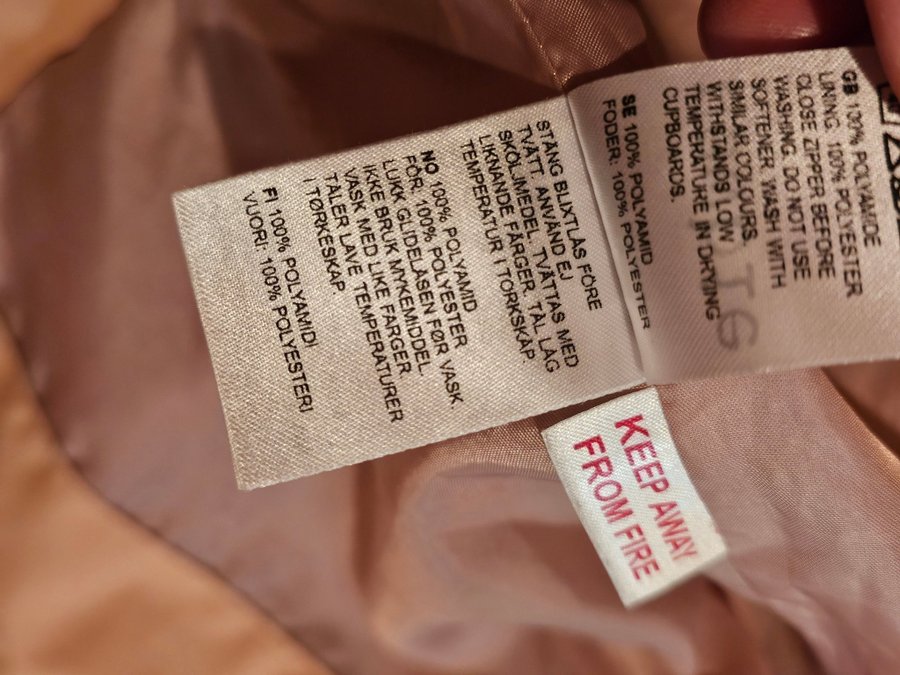 GB 100% POLYAMIDE
LINING: 100% POLYESTER
CLOSE ZIPPER BEFORE
WASHING. DO NOT USE
SOFTENER. WASH WITH
SIMILAR COLOURS.
WITHSTANDS LOW
TEMPERATURE IN DRYING
CUPBOARDS.
SE 100% POLYAMID
FODER: 100% POLYESTER
STÄNG BLIXTLÅS FÖRE
TVÄTT. ANVÄND EJ
SKÖLJMEDEL. TVÄTTAS MED
LIKNANDE FÄRGER. TÅL LÅG
TEMPERATUR I TORKSKÅP.
NO 100% POLYAMID
FÔR: 100% POLYESTER
LUKK GLIDELÅSEN FØR VASK.
IKKE BRUK MYKEMIDDEL.
VASK MED LIKE FARGER.
TÅLER LAVE TEMPERATURER
I TØRKESKAP.
FI 100% POLYAMIDI
VUORI: 100% POLYESTERI
KEEP AWAY
FROM FIRE